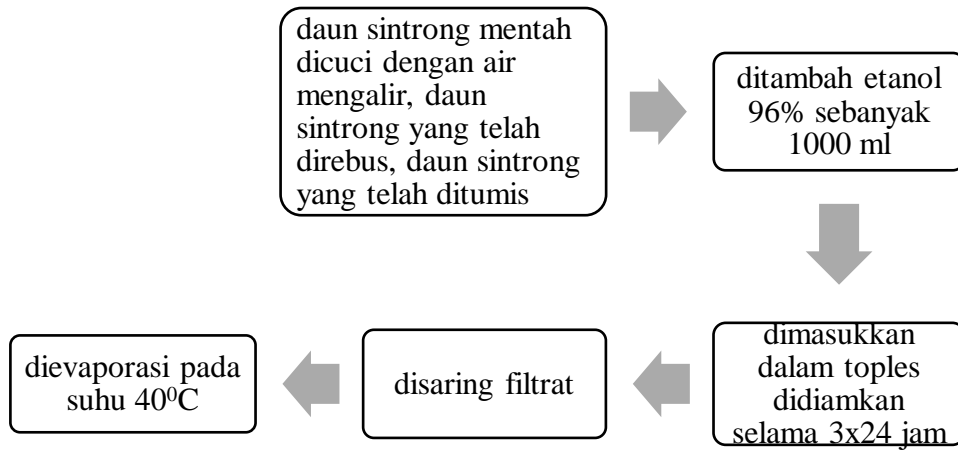 daun sintrong mentah
dicuci dengan air
mengalir, daun
sintrong yang telah
direbus, daun sintrong
yang telah ditumis
ditambah etanol
96% sebanyak
1000 ml
dimasukkan
dalam toples
didiamkan
selama 3x24 jam
disaring filtrat
dievaporasi pada
suhu 40⁰C